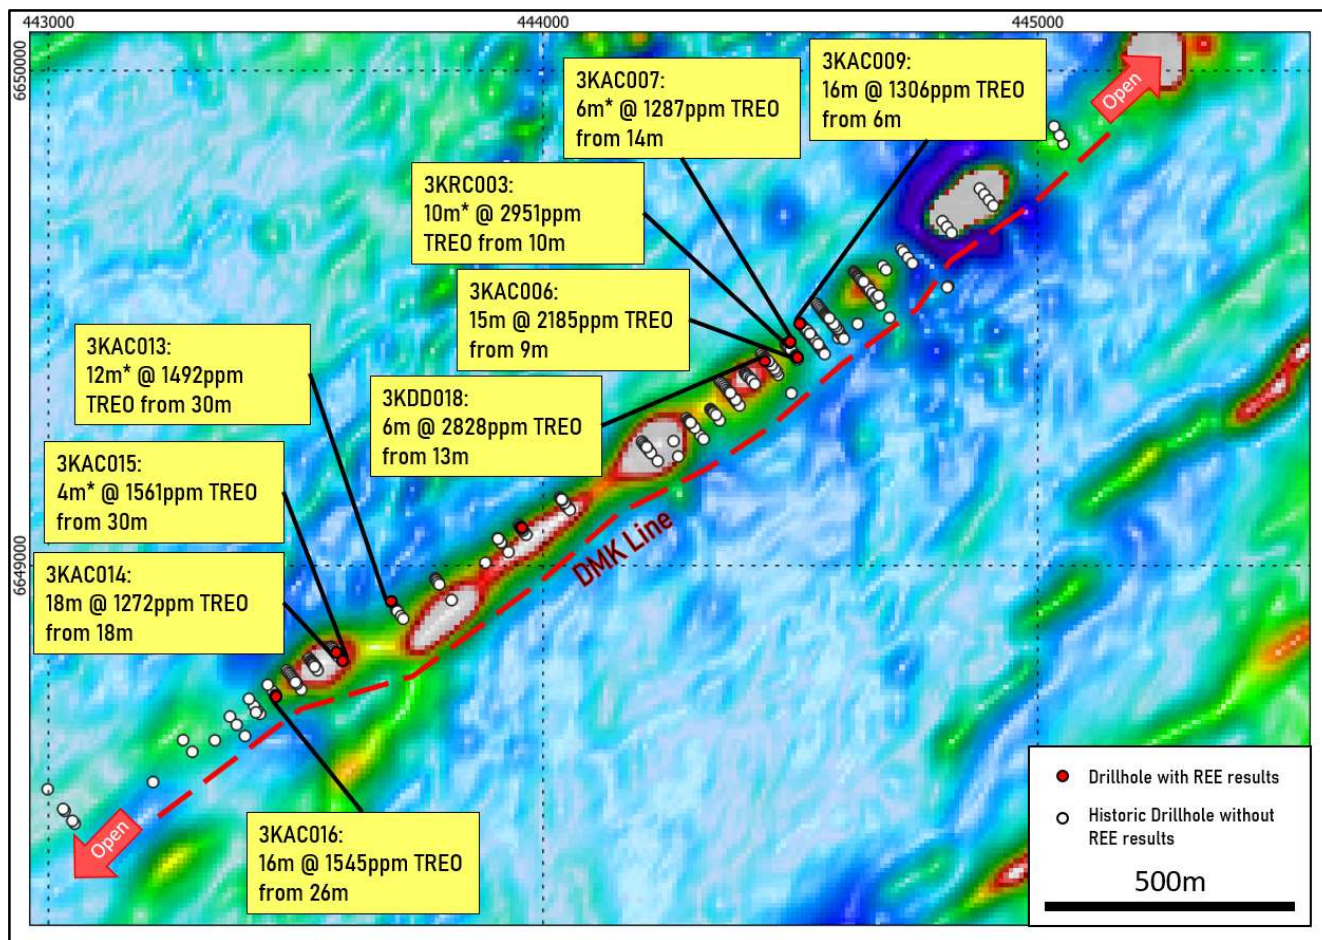 443000
444000
445000
6650000
6649000
3KAC009:
16m @ 1306ppm TREO
from 6m
3KAC007:
6m* @ 1287ppm TREO
from 14m
3KRC003:
10m* @ 2951ppm
TREO from 10m
3KAC006:
15m @ 2185ppm TREO
from 9m
3KAC013:
12m* @ 1492ppm
TREO from 30m
3KDD018:
6m @ 2828ppm TREO
from 13m
3KAC015:
4m* @ 1561ppm TREO
from 30m
3KAC014:
18m @ 1272ppm TREO
from 18m
3KAC016:
16m @ 1545ppm TREO
from 26m
Open
DMK Line
Open
Drillhole with REE results
Historic Drillhole without
REE results
500m